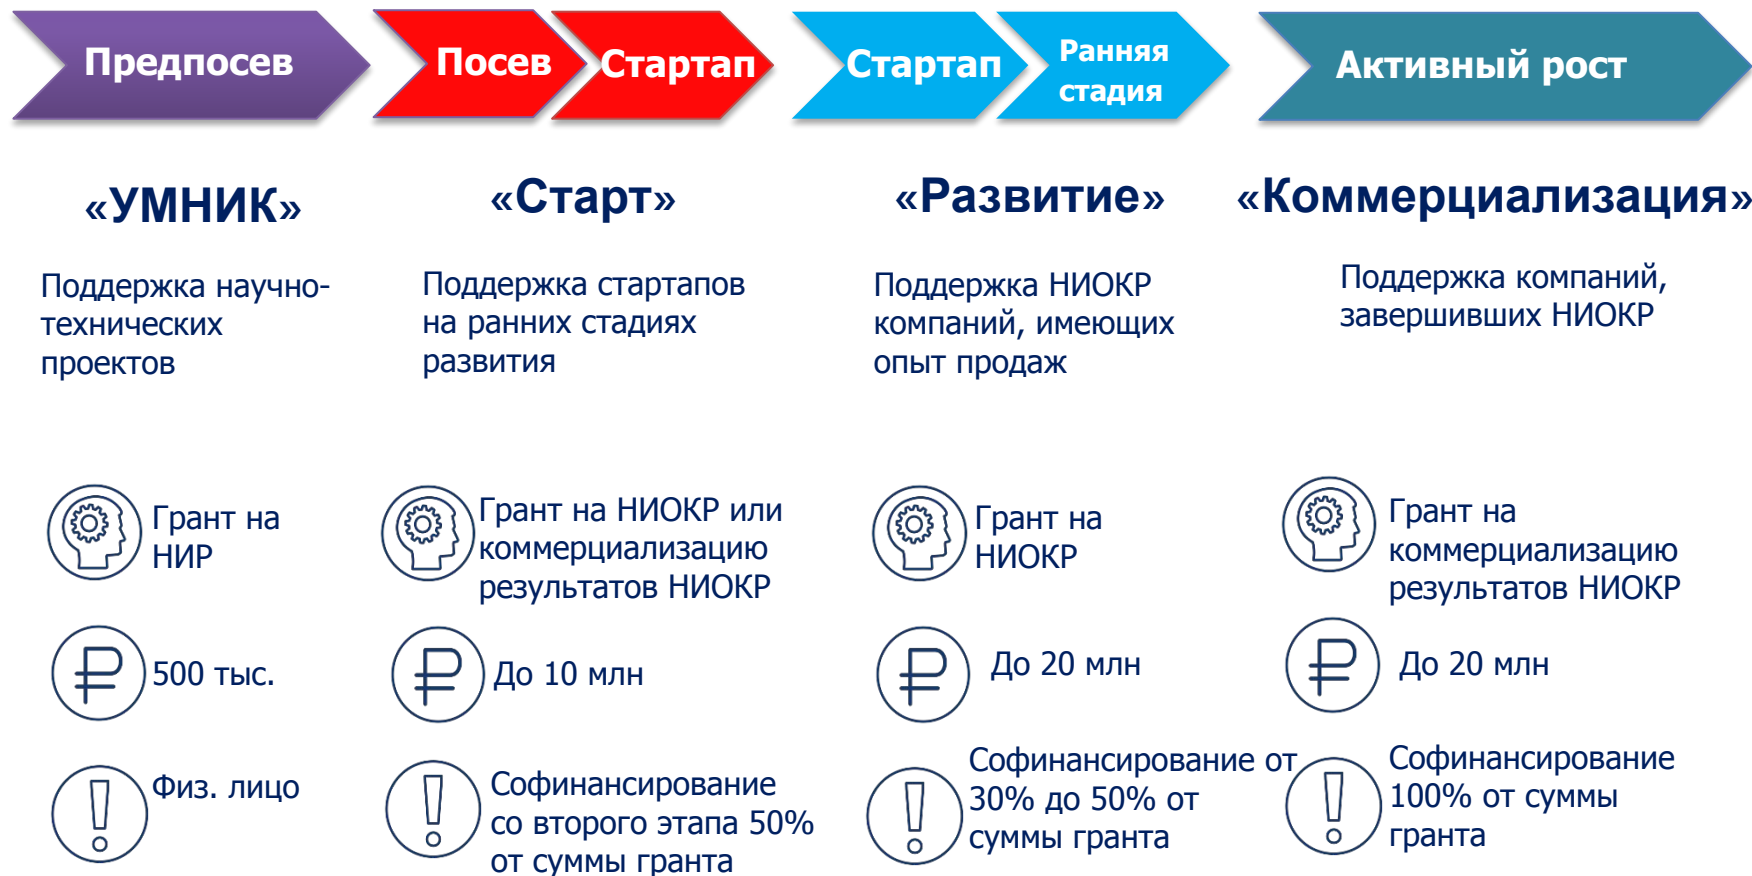 Предпосев
Посев
Стартап
Стартап
Ранняя
стадия
Активный рост
«УМНИК»
«Старт»
«Развитие»
«Коммерциализация»
Поддержка научно-
технических
проектов
Поддержка стартапов
на ранних стадиях
развития
Поддержка НИОКР
компаний, имеющих
опыт продаж
Поддержка компаний,
завершивших НИОКР
Грант на
НИР
Грант на НИОКР или
коммерциализацию
результатов НИОКР
Грант на
НИОКР
Грант на
коммерциализацию
результатов НИОКР
₽
500 тыс.
₽
До 10 млн
₽
До 20 млн
₽
До 20 млн
!
Физ. лицо
!
Софинансирование
со второго этапа 50%
от суммы гранта
!
Софинансирование от
30% до 50% от
суммы гранта
!
Софинансирование
100% от суммы
гранта